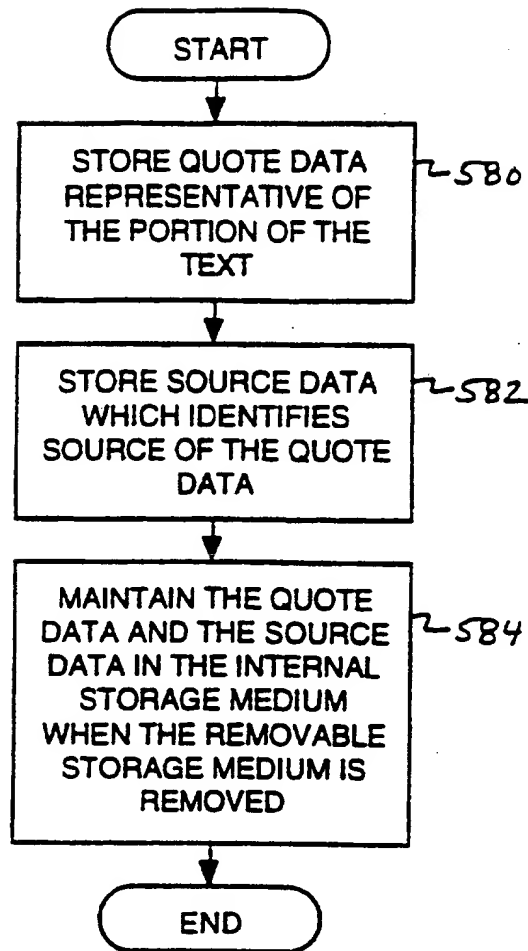 START
STORE QUOTE DATA
REPRESENTATIVE OF
THE PORTION OF THE
TEXT
580
STORE SOURCE DATA
WHICH IDENTIFIES
SOURCE OF THE QUOTE
DATA
582
MAINTAIN THE QUOTE
DATA AND THE SOURCE
DATA IN THE INTERNAL
STORAGE MEDIUM
WHEN THE REMOVABLE
STORAGE MEDIUM IS
REMOVED
584
END